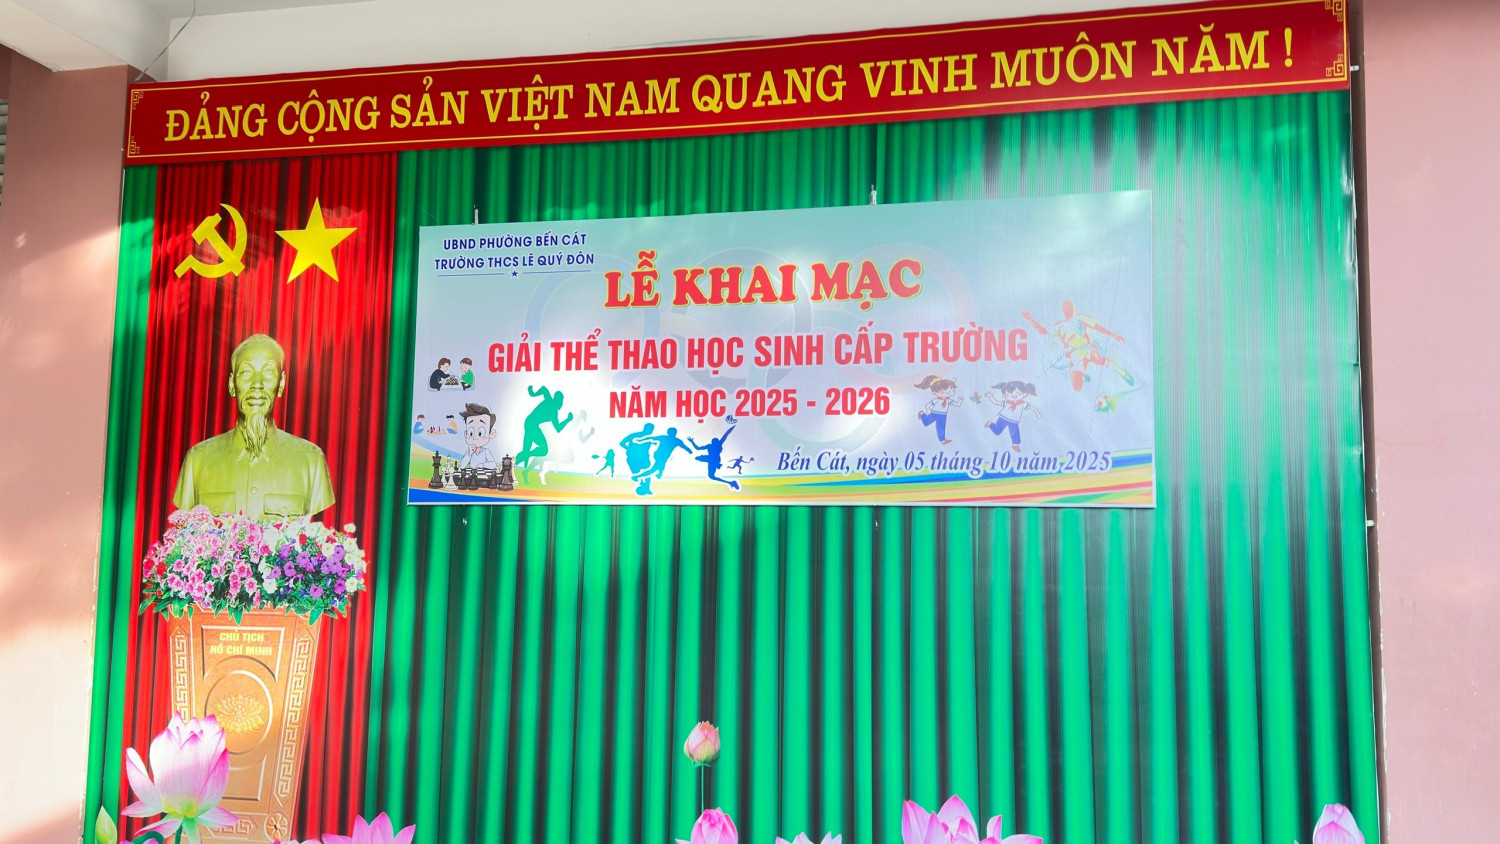 ĐẢNG CỘNG SẢN VIỆT NAM QUANG VINH MUÔN NĂM !
UBND PHƯỜNG BẾN CÁT
TRƯỜNG THCS LÊ QUÝ ĐÔN
LỄ KHAI MẠC
GIẢI THỂ THAO HỌC SINH CẤP TRƯỜNG
NĂM HỌC 2025 - 2026
Bến Cát, ngày 05 tháng 10 năm 2025
CHỦ TỊCH
HỒ CHÍ MINH